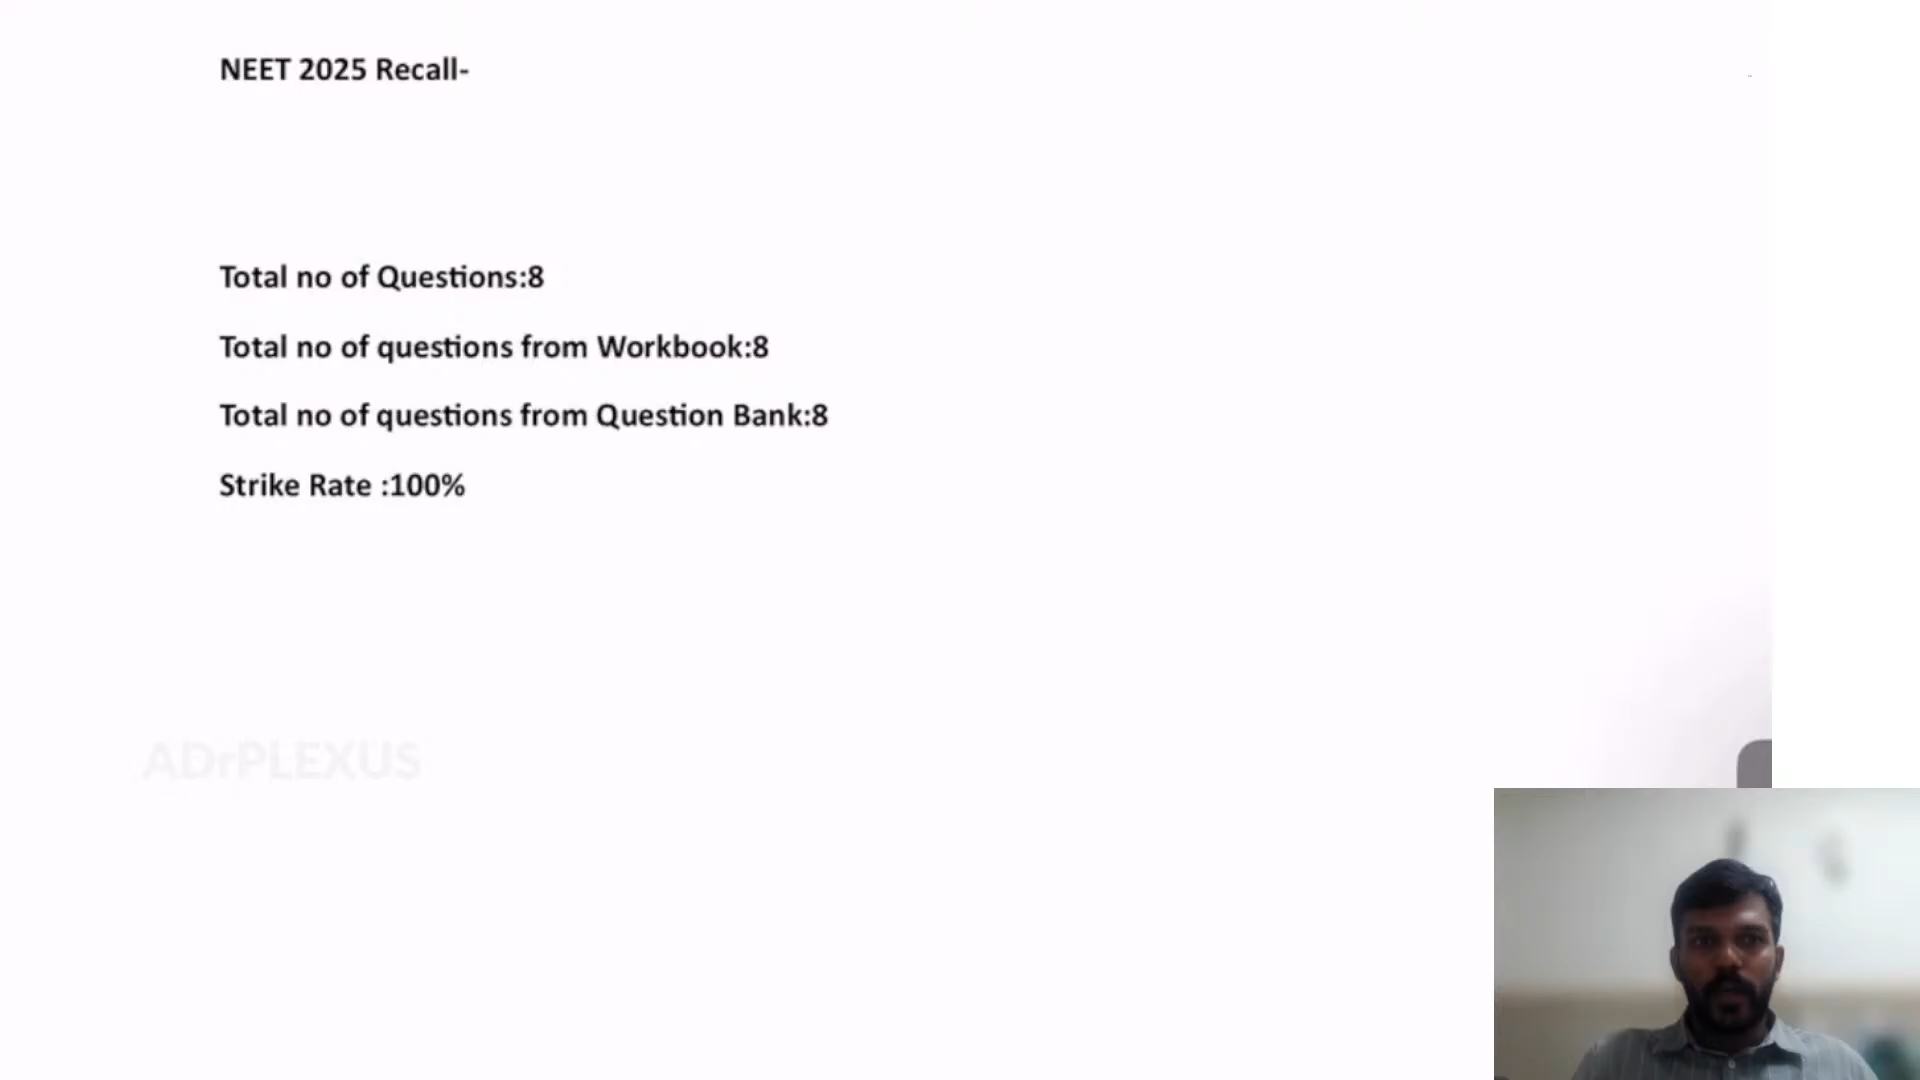 NEET 2025 Recall-
Total no of Questions:8
Total no of questions from Workbook:8
Total no of questions from Question Bank:8
Strike Rate :100%
ADrPLEXUS